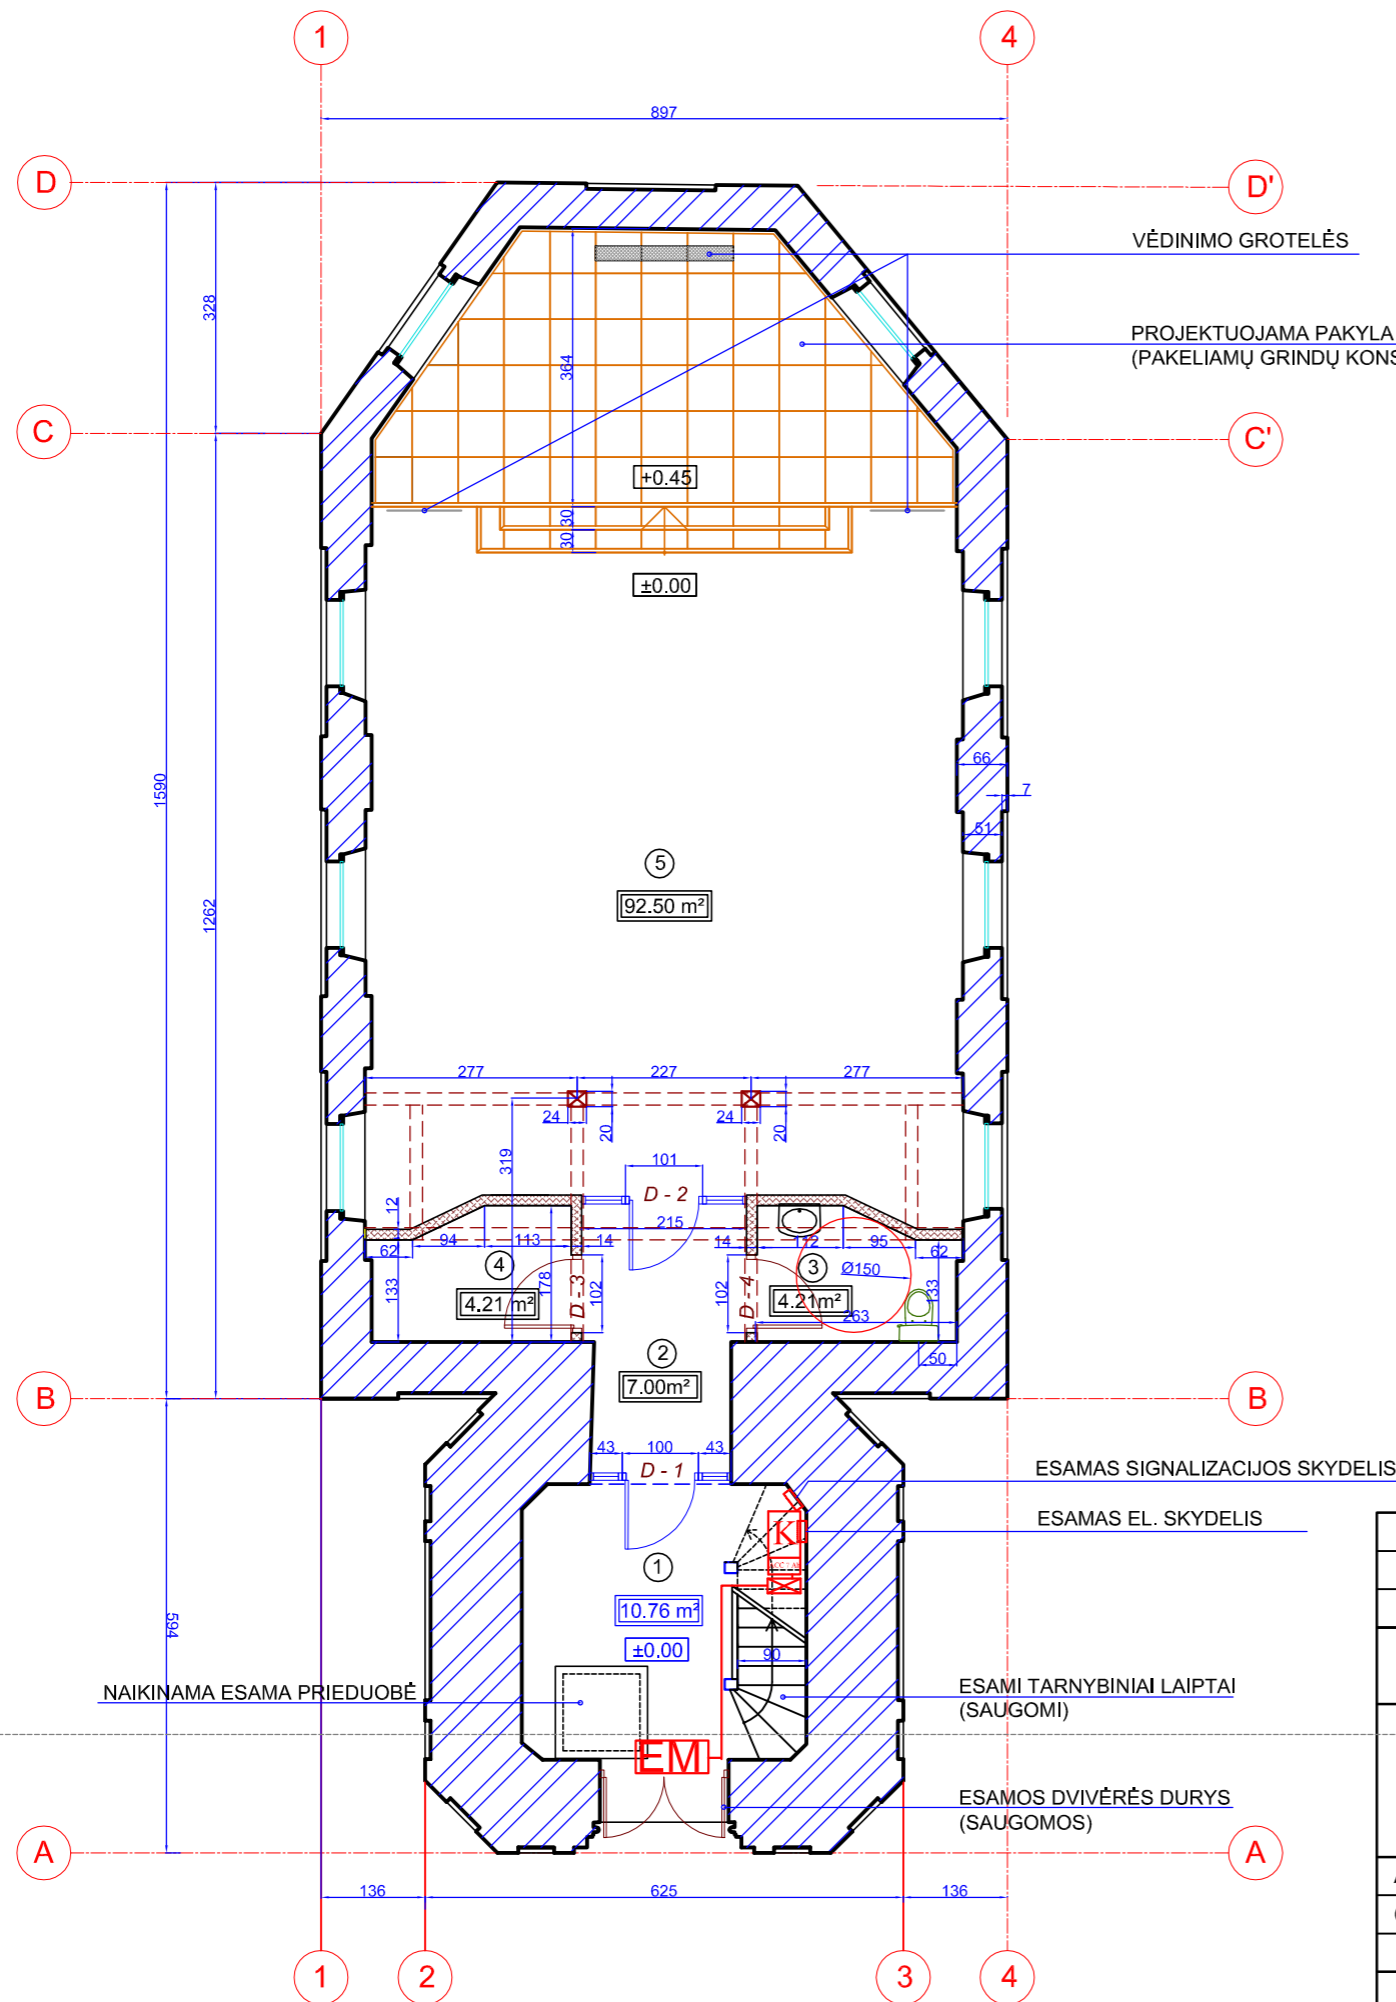 1
4
897
D
D'
VĖDINIMO GROTELĖS
328
PROJEKTUOJAMA PAKYLA
(PAKELIAMŲ GRINDŲ KONS
364
C
C'
+0.45
30
30
±0.00
1590
66
7
51
5
92.50 m²
1262
277
227
277
24
20
24
20
319
101
D - 2
12
215
62
94
113
14
14
112
95
62
4
3
Ø150
133
4.21 m²
178
D - 3
102
102
D - 4
4.21m²
133
263
2
50
7.00m²
B
B
43
100
43
D - 1
ESAMAS SIGNALIZACIJOS SKYDELIS
ESAMAS EL. SKYDELIS
K
1
10.76 m²
594
±0.00
90
NAIKINAMA ESAMA PRIEDUOBĖ
ESAMI TARNYBINIAI LAIPTAI
(SAUGOMI)
EM
ESAMOS DVIVĖRĖS DURYS
(SAUGOMOS)
A
A
136
625
136
1
2
3
4